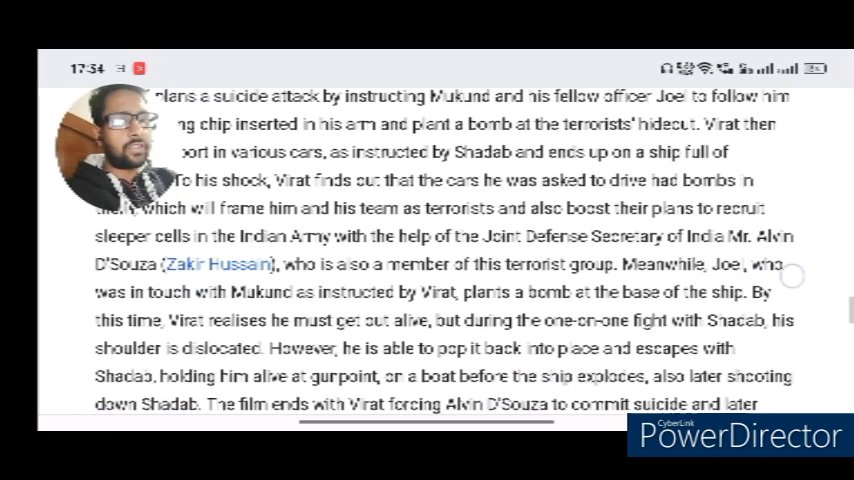 17:54
plans a suicide attack by instructing Mukund and his fellow officer Joel to follow him
ng chip inserted in his arm and plant a bomb at the terrorists' hideout. Virat then
port in various cars, as instructed by Shadab and ends up on a ship full of
To his shock, Virat finds out that the cars he was asked to drive had bombs in
them, which will frame him and his team as terrorists and also boost their plans to recruit
sleeper cells in the Indian Army with the help of the Joint Defense Secretary of India Mr. Alvin
D'Souza (Zakir Hussain), who is also a member of this terrorist group. Meanwhile, Joel, who
was in touch with Mukund as instructed by Virat, plants a bomb at the base of the ship. By
this time, Virat realises he must get out alive, but during the one-on-one fight with Shadab, his
shoulder is dislocated. However, he is able to pop it back into place and escapes with
Shadab, holding him alive at gunpoint, on a boat before the ship explodes, also later shooting
down Shadab. The film ends with Virat forcing Alvin D'Souza to commit suicide and later
CyberLink
PowerDirector